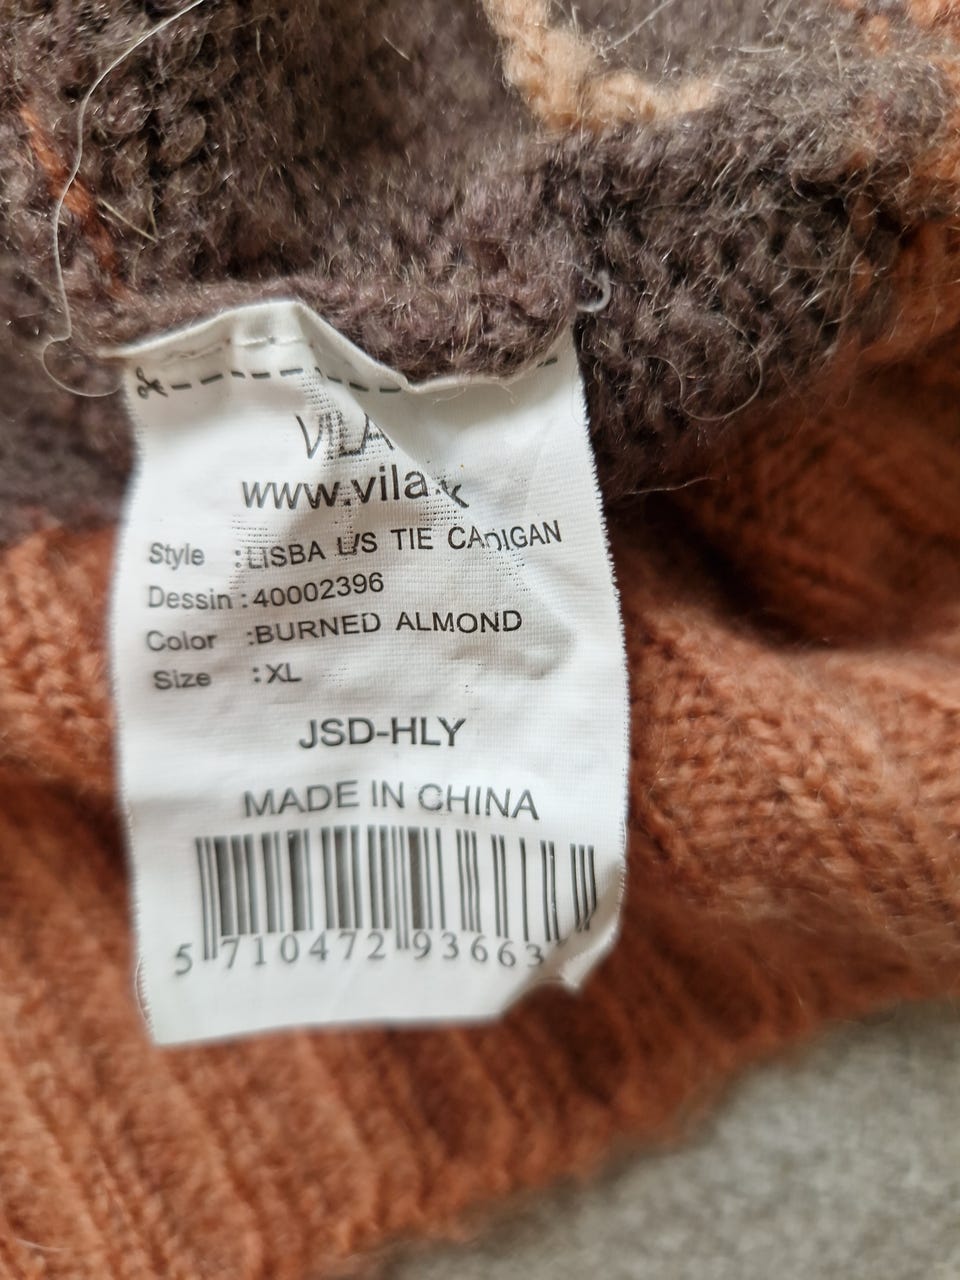 VILA
www.vila.
Style :LISBA L/S TIE CARDIGAN
Dessin:40002396
Color :BURNED ALMOND
Size :XL
JSD-HLY
MADE IN CHINA
5 710472 93663